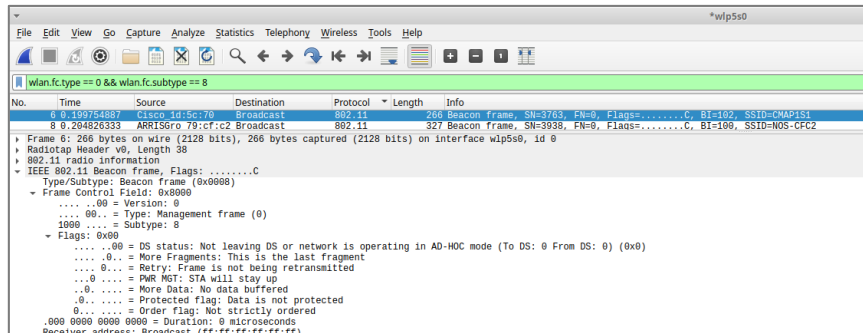 *wlp5s0
File Edit View Go Capture Analyze Statistics Telephony Wireless Tools Help
wlan.fc.type == 0 && wlan.fc.subtype == 8
No. Time Source Destination Protocol Length Info
6 0.199754887 Cisco_1d:5c:70 Broadcast 802.11 266 Beacon frame, SN=3763, FN=0, Flags=........C, BI=102, SSID=CMAP1S1
8 0.204826333 ARRISGro_79:cf:c2 Broadcast 802.11 327 Beacon frame, SN=3938, FN=0, Flags=........C, BI=100, SSID=NOS-CFC2
Frame 6: 266 bytes on wire (2128 bits), 266 bytes captured (2128 bits) on interface wlp5s0, id 0
Radiotap Header v0, Length 38
802.11 radio information
IEEE 802.11 Beacon frame, Flags: ........C
Type/Subtype: Beacon frame (0x0008)
Frame Control Field: 0x8000
.... ..00 = Version: 0
.... 00.. = Type: Management frame (0)
1000 .... = Subtype: 8
Flags: 0x00
.... ..00 = DS status: Not leaving DS or network is operating in AD-HOC mode (To DS: 0 From DS: 0) (0x0)
.... .0.. = More Fragments: This is the last fragment
.... 0... = Retry: Frame is not being retransmitted
...0 .... = PWR MGT: STA will stay up
..0. .... = More Data: No data buffered
.0.. .... = Protected flag: Data is not protected
0... .... = Order flag: Not strictly ordered
.000 0000 0000 0000 = Duration: 0 microseconds
Receiver address: Broadcast (ff:ff:ff:ff:ff:ff)